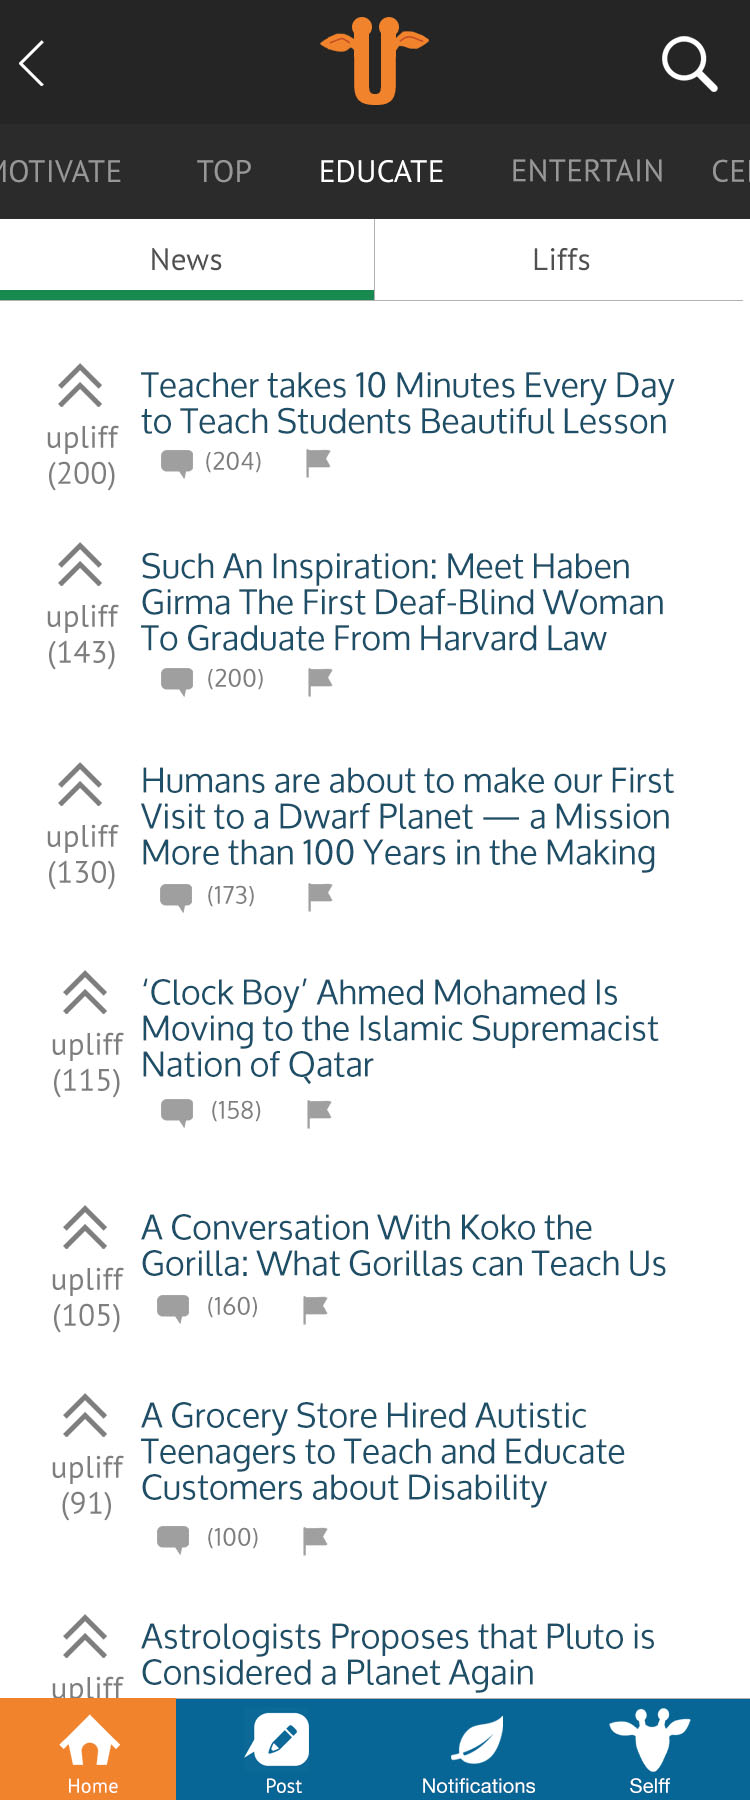 MOTIVATE TOP EDUCATE ENTERTAIN CE
News Liffs
Teacher takes 10 Minutes Every Day
to Teach Students Beautiful Lesson
upliff
(200)
(204)
Such An Inspiration: Meet Haben
Girma The First Deaf-Blind Woman
To Graduate From Harvard Law
upliff
(143)
(200)
Humans are about to make our First
Visit to a Dwarf Planet — a Mission
More than 100 Years in the Making
upliff
(130)
(173)
‘Clock Boy’ Ahmed Mohamed Is
Moving to the Islamic Supremacist
Nation of Qatar
upliff
(115)
(158)
A Conversation With Koko the
Gorilla: What Gorillas can Teach Us
upliff
(105)
(160)
A Grocery Store Hired Autistic
Teenagers to Teach and Educate
Customers about Disability
upliff
(91)
(100)
Astrologists Proposes that Pluto is
Considered a Planet Again
upliff
Home Post Notifications Selff